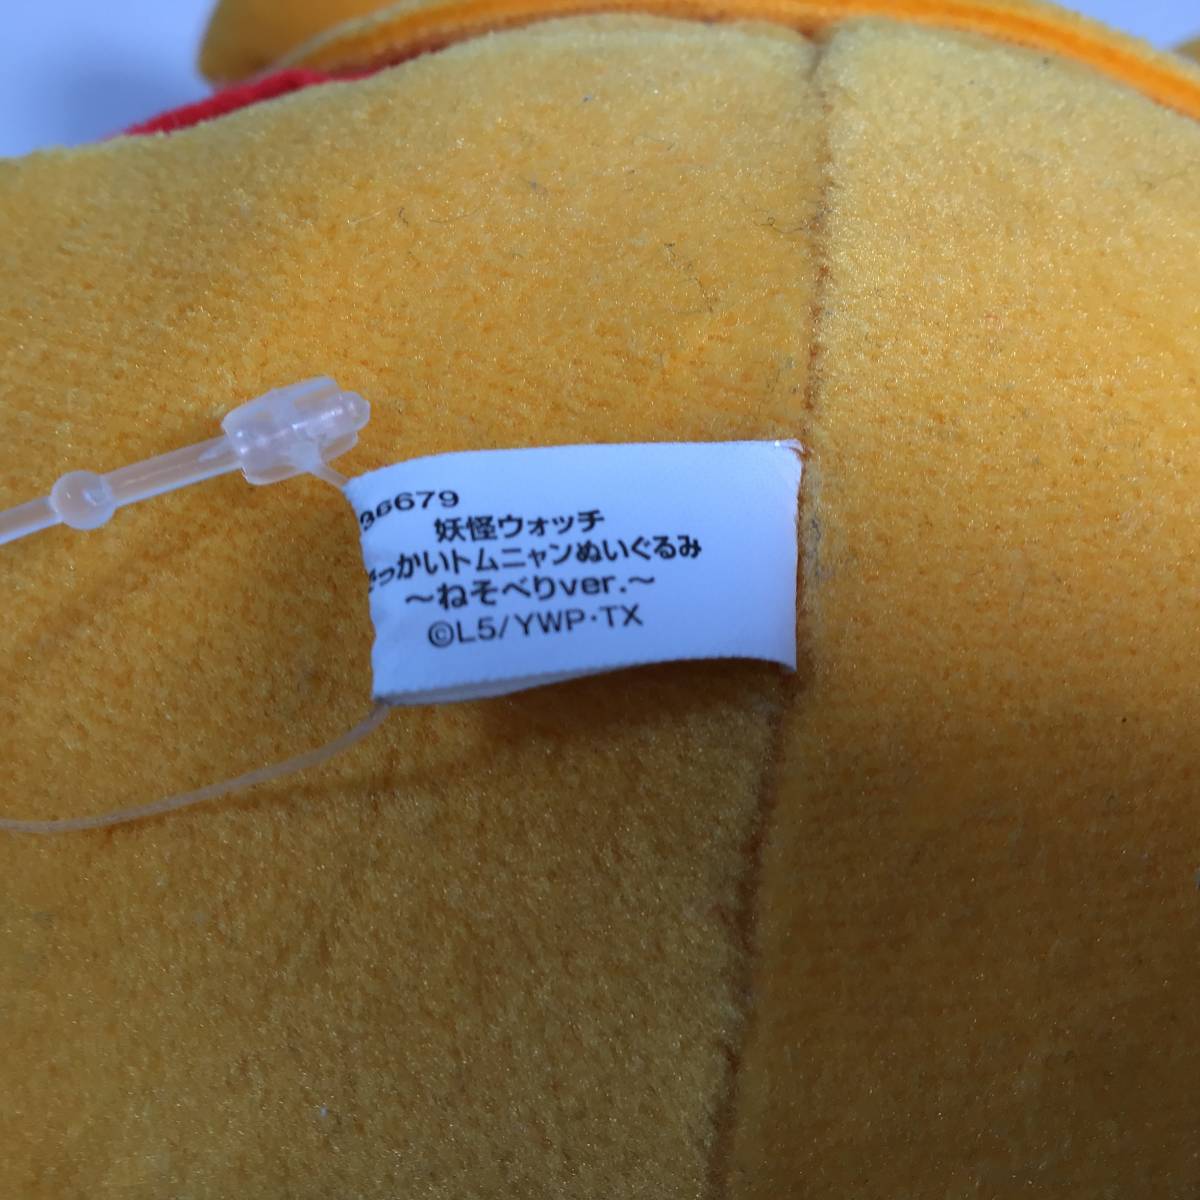 36679
妖怪ウォッチ
っかいトムニャンぬいぐるみ
～ねそべりver.～
©L5/YWP・TX